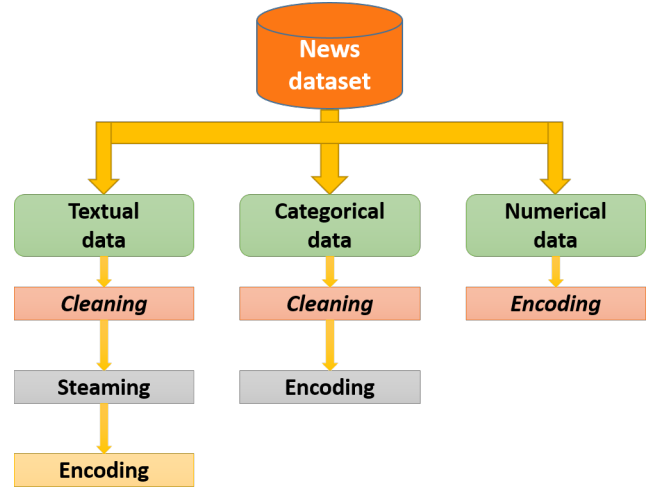 News
dataset
Textual
data
Categorical
data
Numerical
data
Cleaning
Cleaning
Encoding
Steaming
Encoding
Encoding